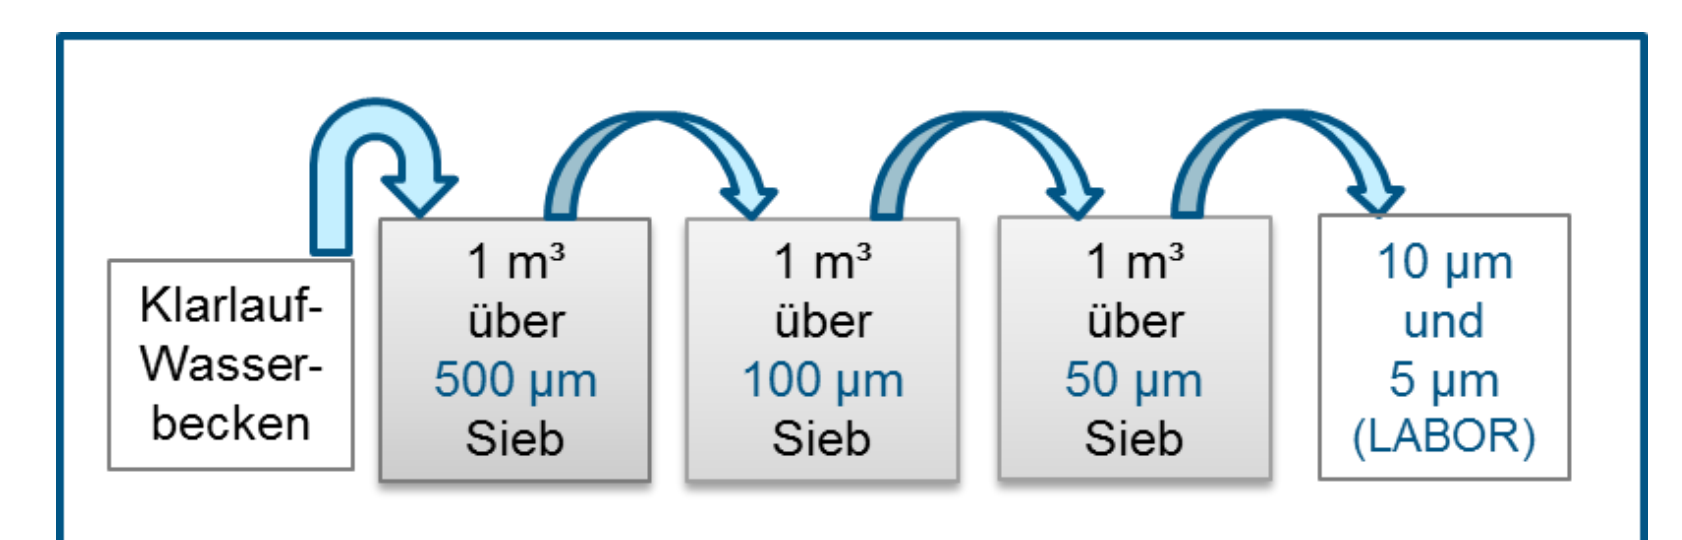 Klarlauf-
Wasser-
becken
1 m³
über
500 µm
Sieb
1 m³
über
100 µm
Sieb
1 m³
über
50 µm
Sieb
10 µm
und
5 µm
(LABOR)